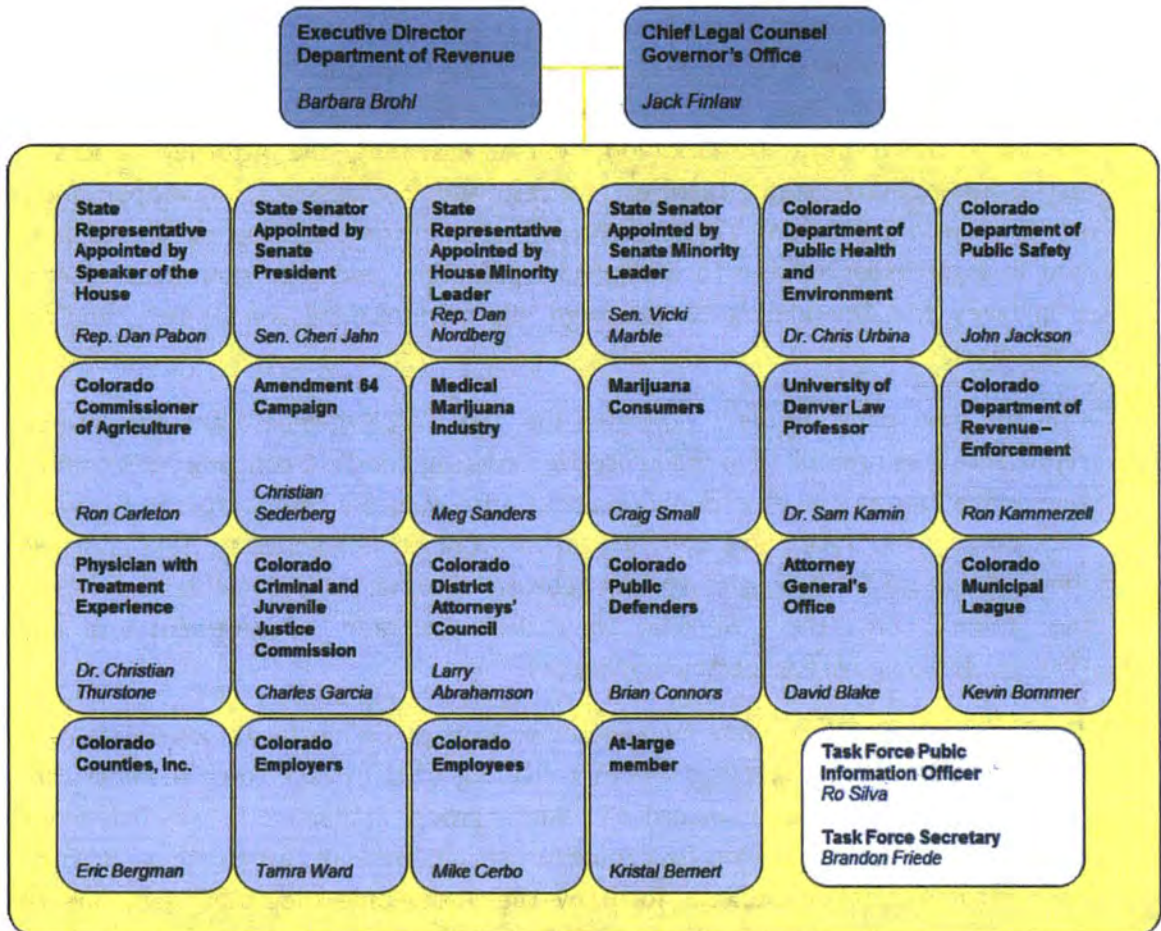 Executive Director
Department of Revenue
Barbara Brohl
Chief Legal Counsel
Governor's Office
Jack Finlaw
State
Representative
Appointed by
Speaker of the
House
Rep. Dan Pabon
State Senator
Appointed by
Senate
President
Sen. Cheri Jahn
State
Representative
Appointed by
House Minority
Leader
Rep. Dan
Nordberg
State Senator
Appointed by
Senate Minority
Leader
Sen. Vicki
Marble
Colorado
Department of
Public Health
and
Environment
Dr. Chris Urbina
Colorado
Department of
Public Safety
John Jackson
Colorado
Commissioner
of Agriculture
Ron Carleton
Amendment 64
Campaign
Christian
Sederberg
Medical
Marijuana
Industry
Meg Sanders
Marijuana
Consumers
Craig Small
University of
Denver Law
Professor
Dr. Sam Kamin
Colorado
Department of
Revenue–
Enforcement
Ron Kammerzell
Physician with
Treatment
Experience
Dr. Christian
Thurstone
Colorado
Criminal and
Juvenile
Justice
Commission
Charles Garcia
Colorado
District
Attorneys'
Council
Larry
Abrahamson
Colorado
Public
Defenders
Brian Connors
Attorney
General's
Office
David Blake
Colorado
Municipal
League
Kevin Bommer
Colorado
Counties, Inc.
Eric Bergman
Colorado
Employers
Tamra Ward
Colorado
Employees
Mike Cerbo
At-large
member
Kristal Bernert
Task Force Pubic
Information Officer
Ro Silva
Task Force Secretary
Brandon Friede